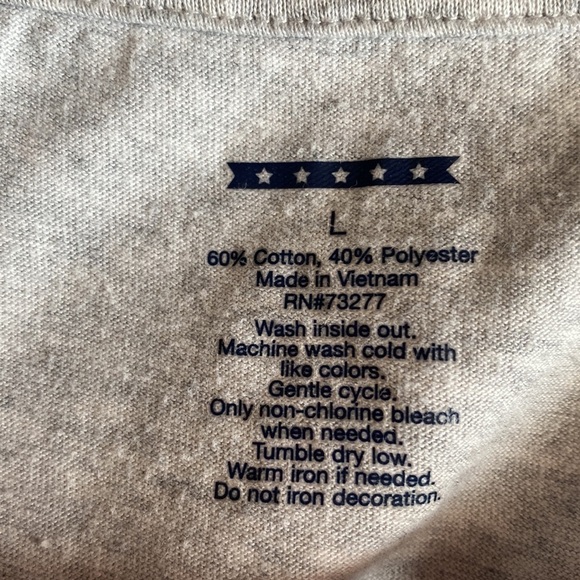 L
60% Cotton, 40% Polyester
Made in Vietnam
RN#73277
Wash inside out.
Machine wash cold with
like colors.
Gentle cycle.
Only non-chlorine bleach
when needed.
Tumble dry low.
Warm iron if needed.
Do not iron decoration.